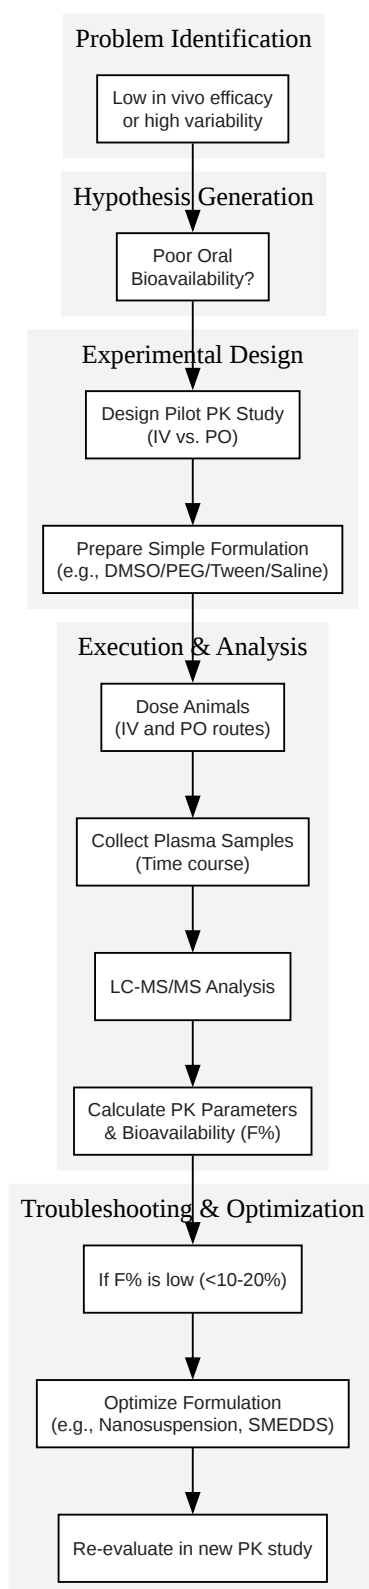 Problem Identification
Low in vivo efficacy
or high variability
Hypothesis Generation
Poor Oral
Bioavailability?
Experimental Design
Design Pilot PK Study
(IV vs. PO)
Prepare Simple Formulation
(e.g., DMSO/PEG/Tween/Saline)
Execution & Analysis
Dose Animals
(IV and PO routes)
Collect Plasma Samples
(Time course)
LC-MS/MS Analysis
Calculate PK Parameters
& Bioavailability (F%)
Troubleshooting & Optimization
If F% is low (<10-20%)
Optimize Formulation
(e.g., Nanosuspension, SMEDDS)
Re-evaluate in new PK study